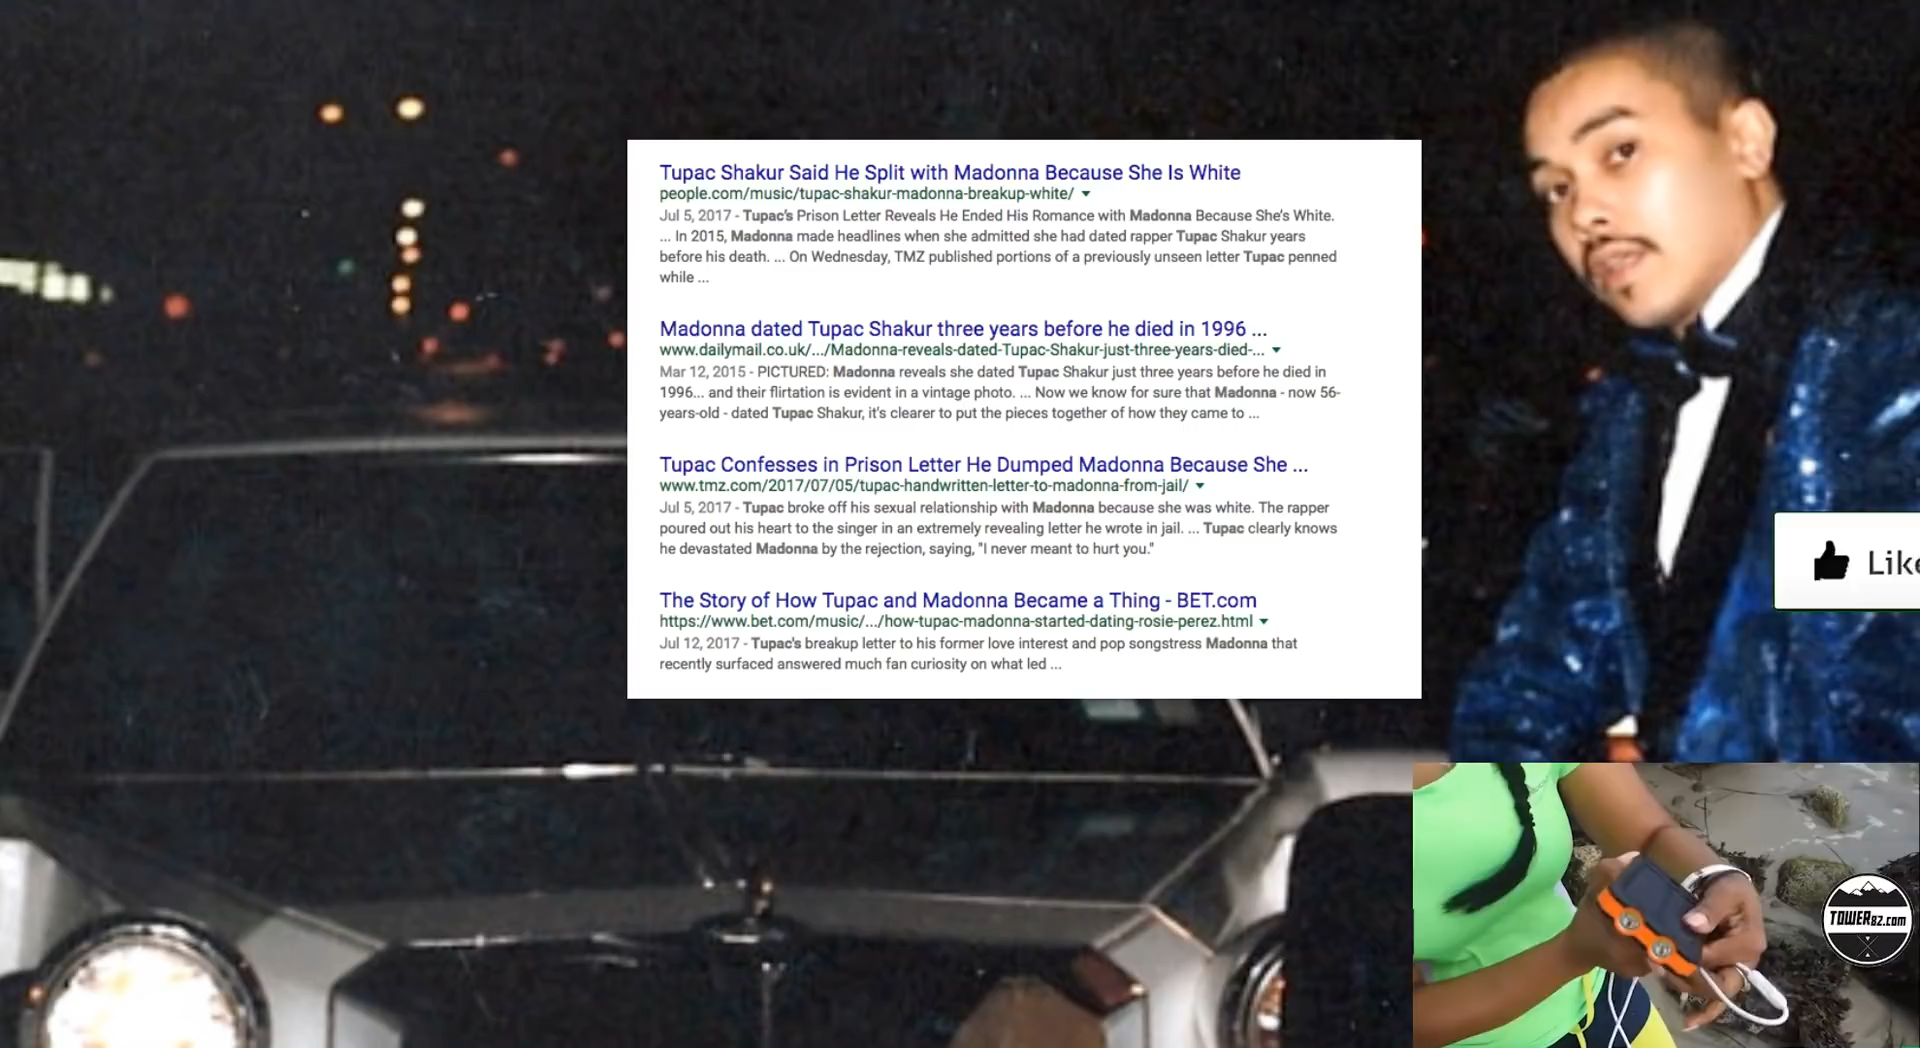 Tupac Shakur Said He Split with Madonna Because She Is White
people.com/music/tupac-shakur-madonna-breakup-white/
Jul 5, 2017 - Tupac's Prison Letter Reveals He Ended His Romance with Madonna Because She's White.
... In 2015, Madonna made headlines when she admitted she had dated rapper Tupac Shakur years
before his death. ... On Wednesday, TMZ published portions of a previously unseen letter Tupac penned
while ...
Madonna dated Tupac Shakur three years before he died in 1996 ...
www.dailymail.co.uk/.../Madonna-reveals-dated-Tupac-Shakur-just-three-years-died-...
Mar 12, 2015 - PICTURED: Madonna reveals she dated Tupac Shakur just three years before he died in
1996... and their flirtation is evident in a vintage photo. ... Now we know for sure that Madonna - now 56-
years-old - dated Tupac Shakur, it's clearer to put the pieces together of how they came to ...
Tupac Confesses in Prison Letter He Dumped Madonna Because She ...
www.tmz.com/2017/07/05/tupac-handwritten-letter-to-madonna-from-jail/
Jul 5, 2017 - Tupac broke off his sexual relationship with Madonna because she was white. The rapper
poured out his heart to the singer in an extremely revealing letter he wrote in jail. ... Tupac clearly knows
he devastated Madonna by the rejection, saying, "I never meant to hurt you."
The Story of How Tupac and Madonna Became a Thing - BET.com
https://www.bet.com/music/.../how-tupac-madonna-started-dating-rosie-perez.html
Jul 12, 2017 - Tupac's breakup letter to his former love interest and pop songstress Madonna that
recently surfaced answered much fan curiosity on what led ...
Like
TOWER82.com